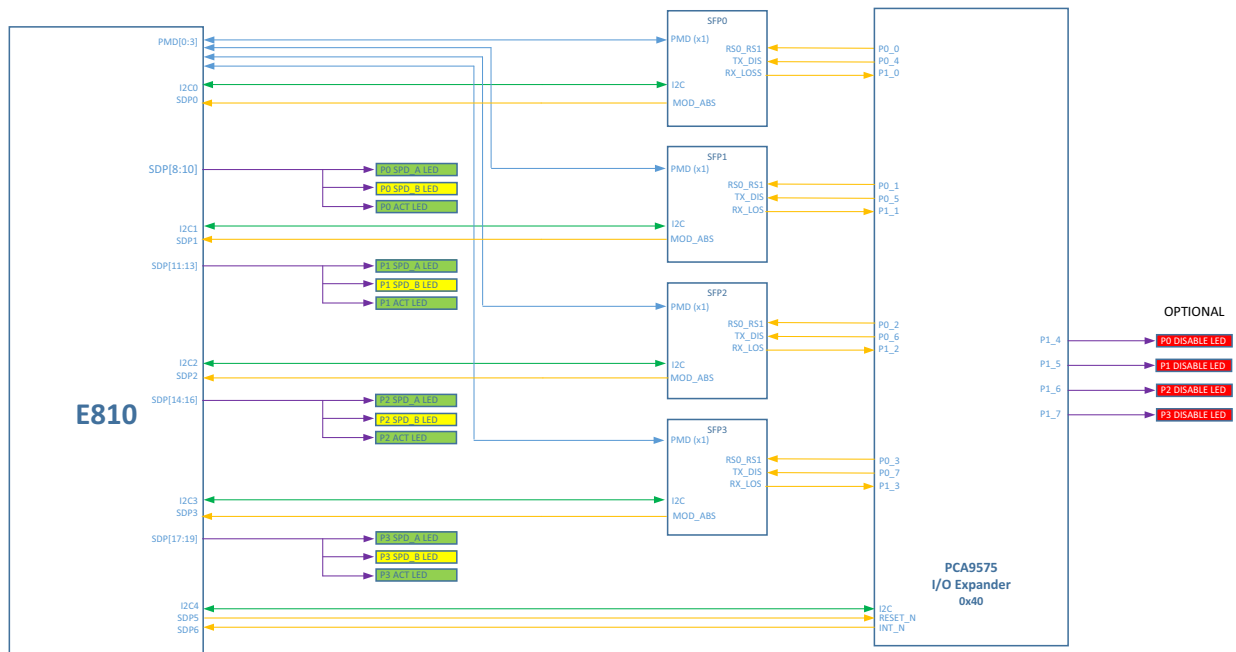 SFP0
PMD[0:3]
PMD (x1)
RS0_RS1
P0_0
TX_DIS
P0_4
RX_LOSS
P1_0
I2C0
I2C
SDP0
MOD_ABS
SFP1
SDP[8:10]
P0 SPD_A LED
PMD (x1)
P0 SPD_B LED
RS0_RS1
P0_1
TX_DIS
P0_5
P0 ACT LED
RX_LOS
P1_1
I2C1
I2C
SDP1
MOD_ABS
SDP[11:13]
P1 SPD_A LED
P1 SPD_B LED
P1 ACT LED
SFP2
PMD (x1)
RS0_RS1
P0_2
TX_DIS
P0_6
RX_LOS
P1_2
I2C2
I2C
SDP2
MOD_ABS
OPTIONAL
P1_4
P0 DISABLE LED
P1_5
P1 DISABLE LED
P1_6
P2 DISABLE LED
P1_7
P3 DISABLE LED
SDP[14:16]
P2 SPD_A LED
P2 SPD_B LED
P2 ACT LED
E810
SFP3
PMD (x1)
RS0_RS1
P0_3
TX_DIS
P0_7
RX_LOS
P1_3
I2C3
I2C
SDP3
MOD_ABS
SDP[17:19]
P3 SPD_A LED
P3 SPD_B LED
P3 ACT LED
PCA9575
I/O Expander
0x40
I2C4
I2C
SDP5
RESET_N
SDP6
INT_N